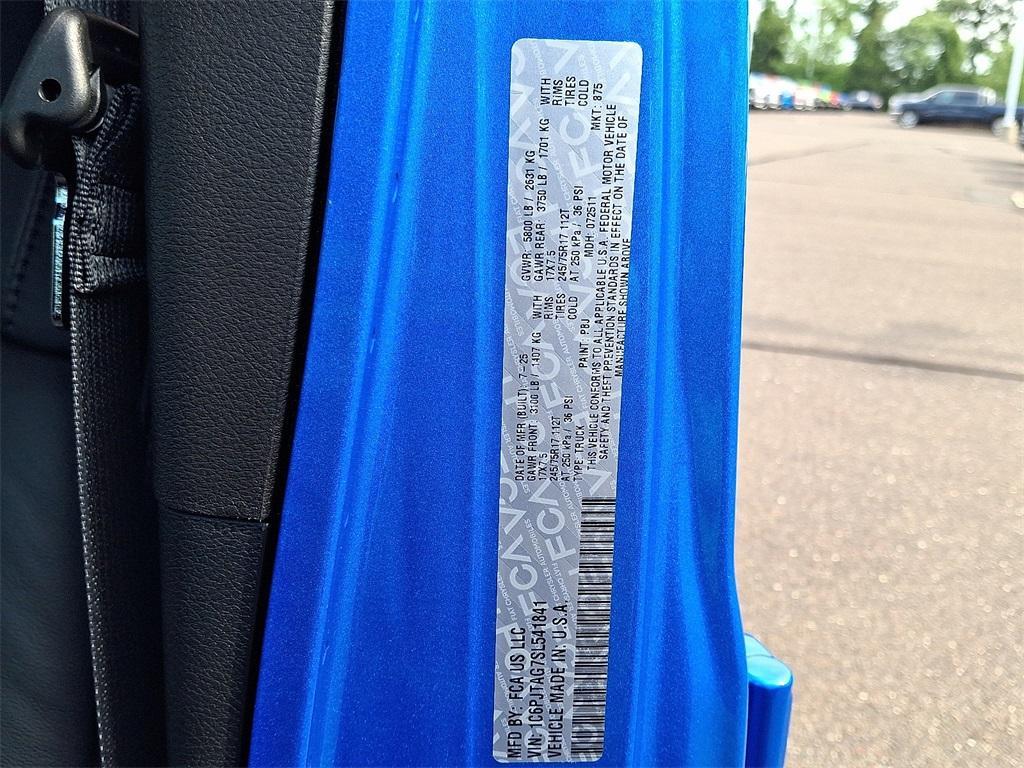 MFD BY: FCA US LLC
DATE OF MFR (BUILT): 7-25
GVWR: 5800 LB / 2631 KG
GAWR FRONT: 3100 LB / 1407 KG WITH
GAWR REAR: 3750 LB / 1701 KG WITH
17X7.5 RIMS
17X7.5 RIMS
245/75R17 112T TIRES
245/75R17 112T TIRES
AT 250 kPa / 36 PSI COLD
AT 250 kPa / 36 PSI COLD
VIN: 1C6PJTAG7SL541841
TYPE: TRUCK
PAINT: PBJ
MDH: 072511
MKT: 875
VEHICLE MADE IN: U.S.A.
THIS VEHICLE CONFORMS TO ALL APPLICABLE U.S.A. FEDERAL MOTOR VEHICLE
SAFETY AND THEFT PREVENTION STANDARDS IN EFFECT ON THE DATE OF
MANUFACTURE SHOWN ABOVE